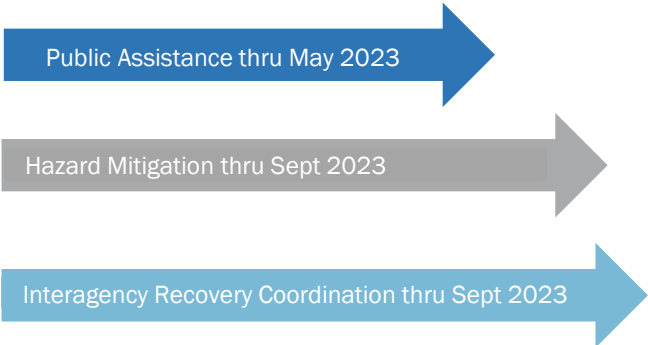 Public Assistance thru May 2023
Hazard Mitigation thru Sept 2023
Interagency Recovery Coordination thru Sept 2023